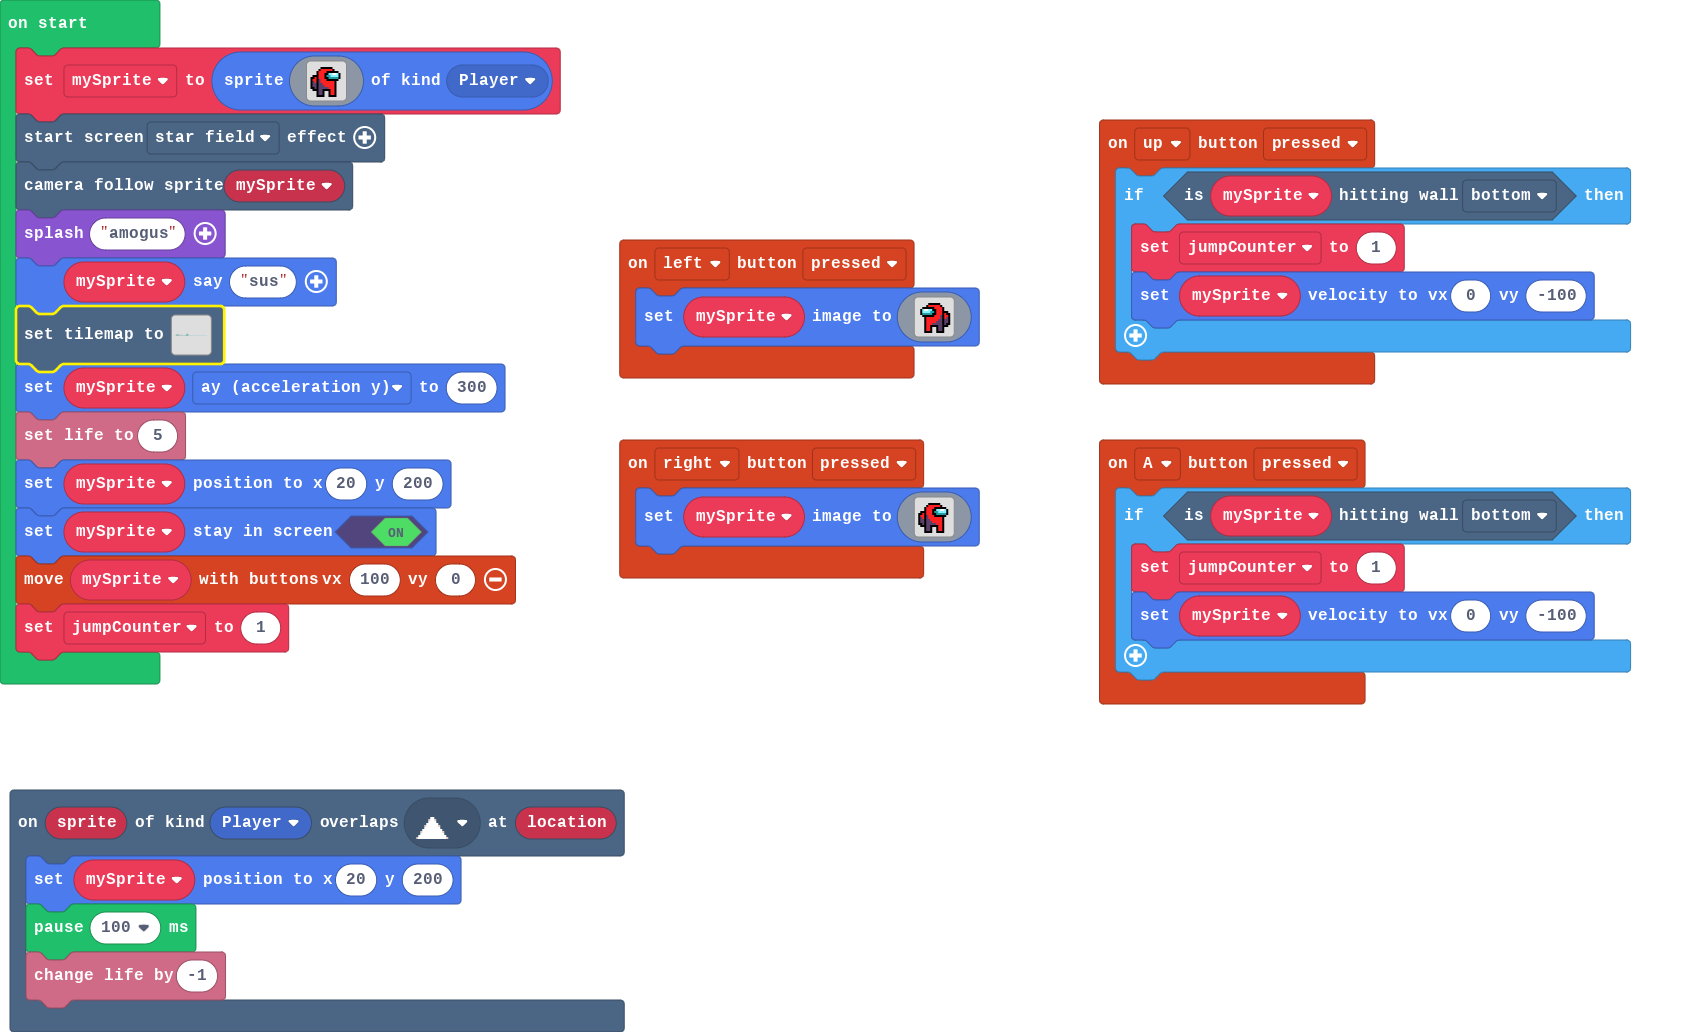 on start
set mySprite to sprite of kind Player
start screen star field effect
camera follow sprite mySprite
splash "amogus"
mySprite say "sus"
set tilemap to
set mySprite ay (acceleration y) to 300
set life to 5
set mySprite position to x 20 y 200
set mySprite stay in screen ON
move mySprite with buttons vx 100 vy 0
set jumpCounter to 1
on left button pressed
set mySprite image to
on right button pressed
set mySprite image to
on up button pressed
if is mySprite hitting wall bottom then
set jumpCounter to 1
set mySprite velocity to vx 0 vy -100
on A button pressed
if is mySprite hitting wall bottom then
set jumpCounter to 1
set mySprite velocity to vx 0 vy -100
on sprite of kind Player overlaps at location
set mySprite position to x 20 y 200
pause 100 ms
change life by -1